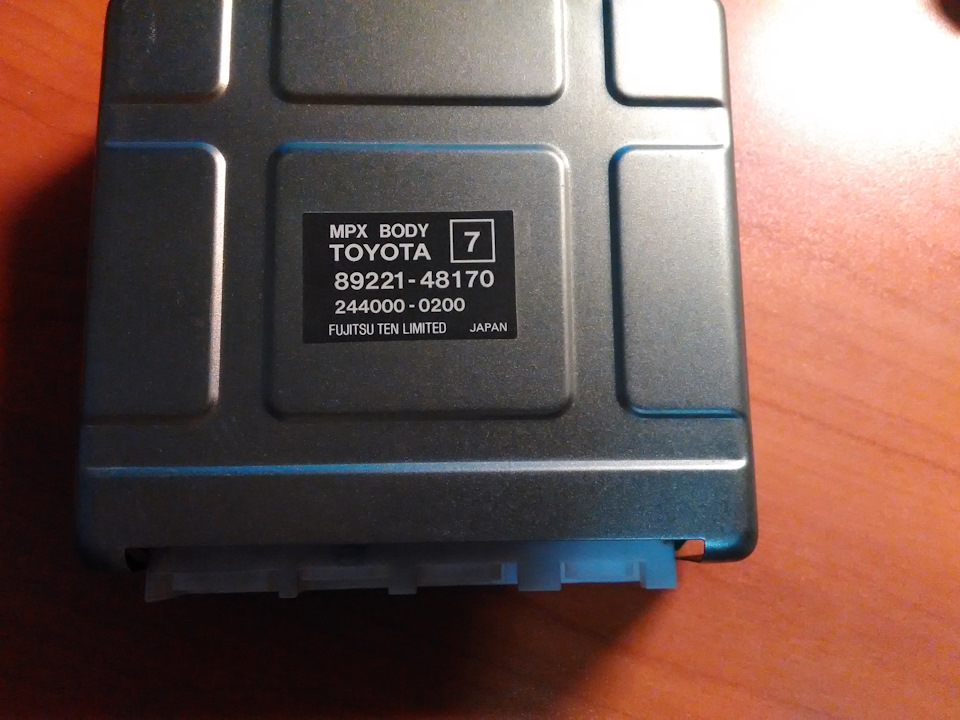 MPX BODY
TOYOTA 7
89221-48170
244000-0200
FUJITSU TEN LIMITED JAPAN